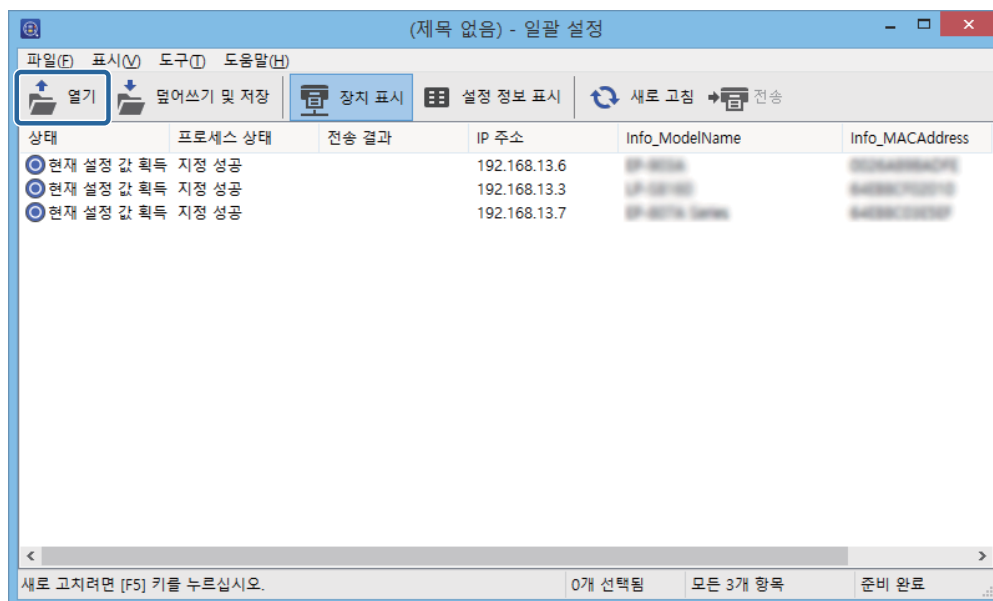 (제목 없음) - 일괄 설정
파일(F) 표시(V) 도구(T) 도움말(H)
열기 덮어쓰기 및 저장 장치 표시 설정 정보 표시 새로 고침 전송
상태 프로세스 상태 전송 결과 IP 주소 Info_ModelName Info_MACAddress
현재 설정 값 획득 지정 성공 192.168.13.6
현재 설정 값 획득 지정 성공 192.168.13.3
현재 설정 값 획득 지정 성공 192.168.13.7
새로 고치려면 [F5] 키를 누르십시오. 0개 선택됨 모든 3개 항목 준비 완료